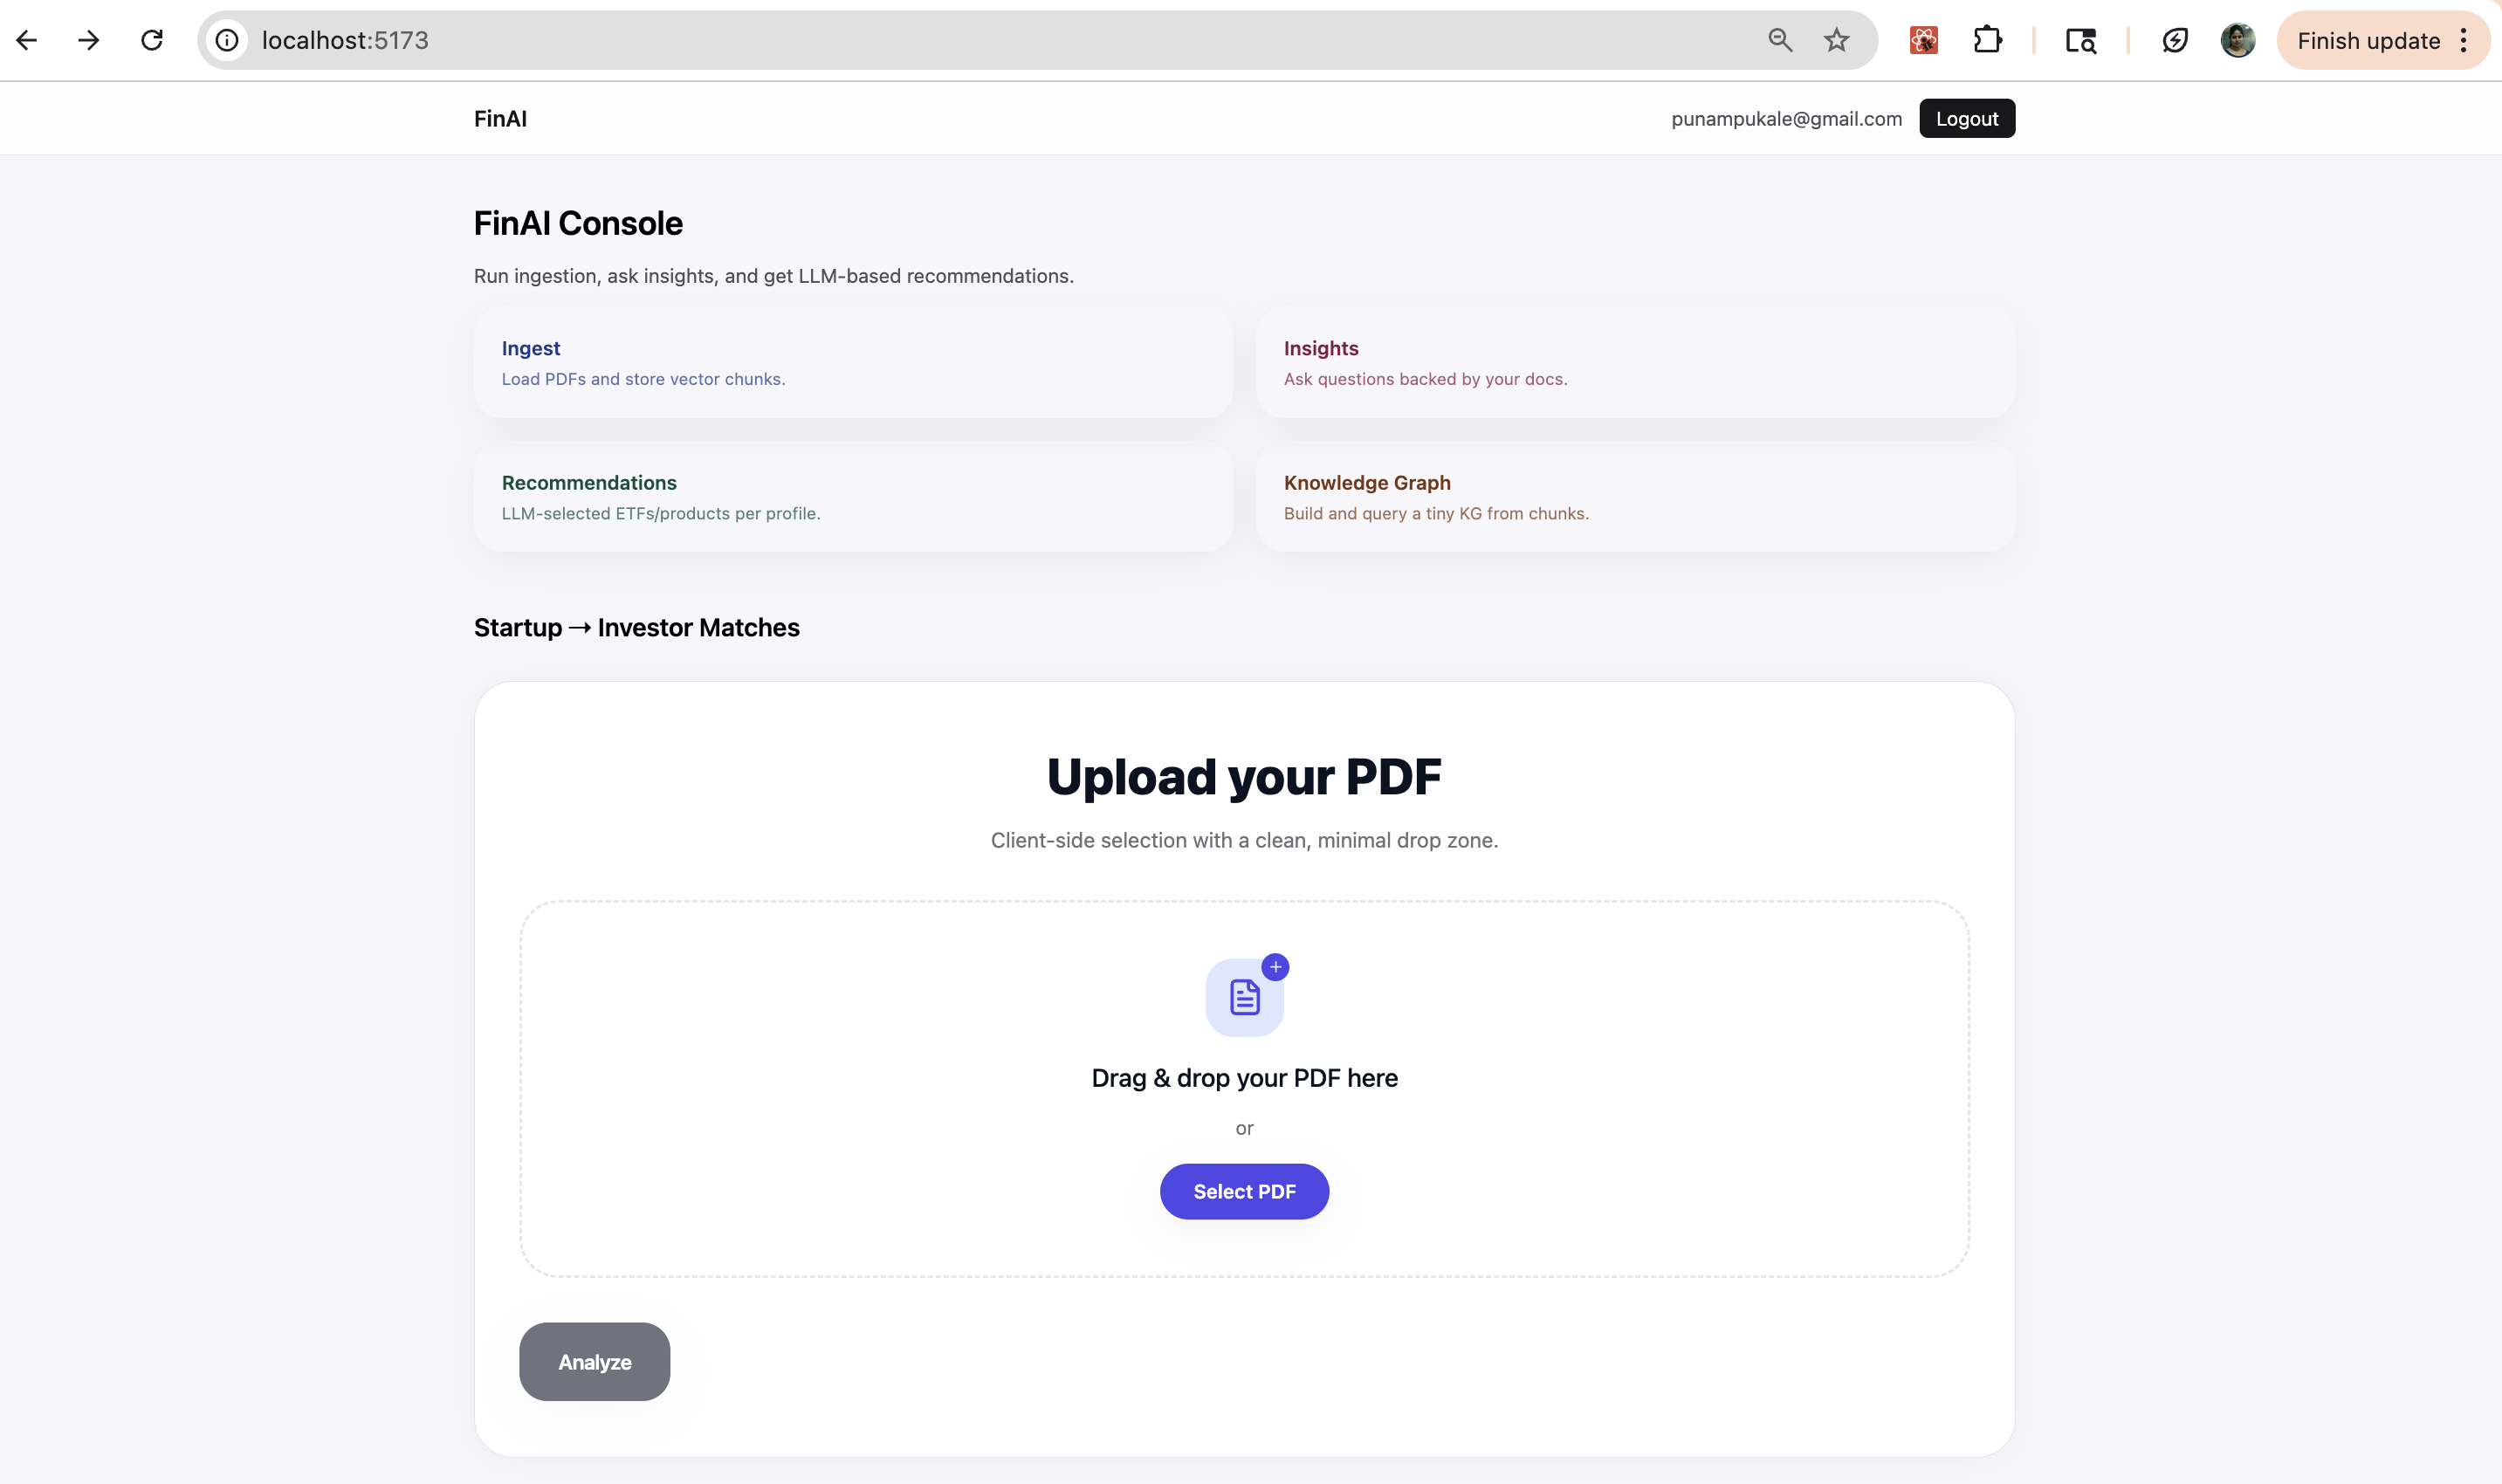 localhost:5173
Finish update
FinAI
punampukale@gmail.com
Logout
FinAI Console
Run ingestion, ask insights, and get LLM-based recommendations.
Ingest
Load PDFs and store vector chunks.
Insights
Ask questions backed by your docs.
Recommendations
LLM-selected ETFs/products per profile.
Knowledge Graph
Build and query a tiny KG from chunks.
Startup → Investor Matches
Upload your PDF
Client-side selection with a clean, minimal drop zone.
Drag & drop your PDF here
or
Select PDF
Analyze